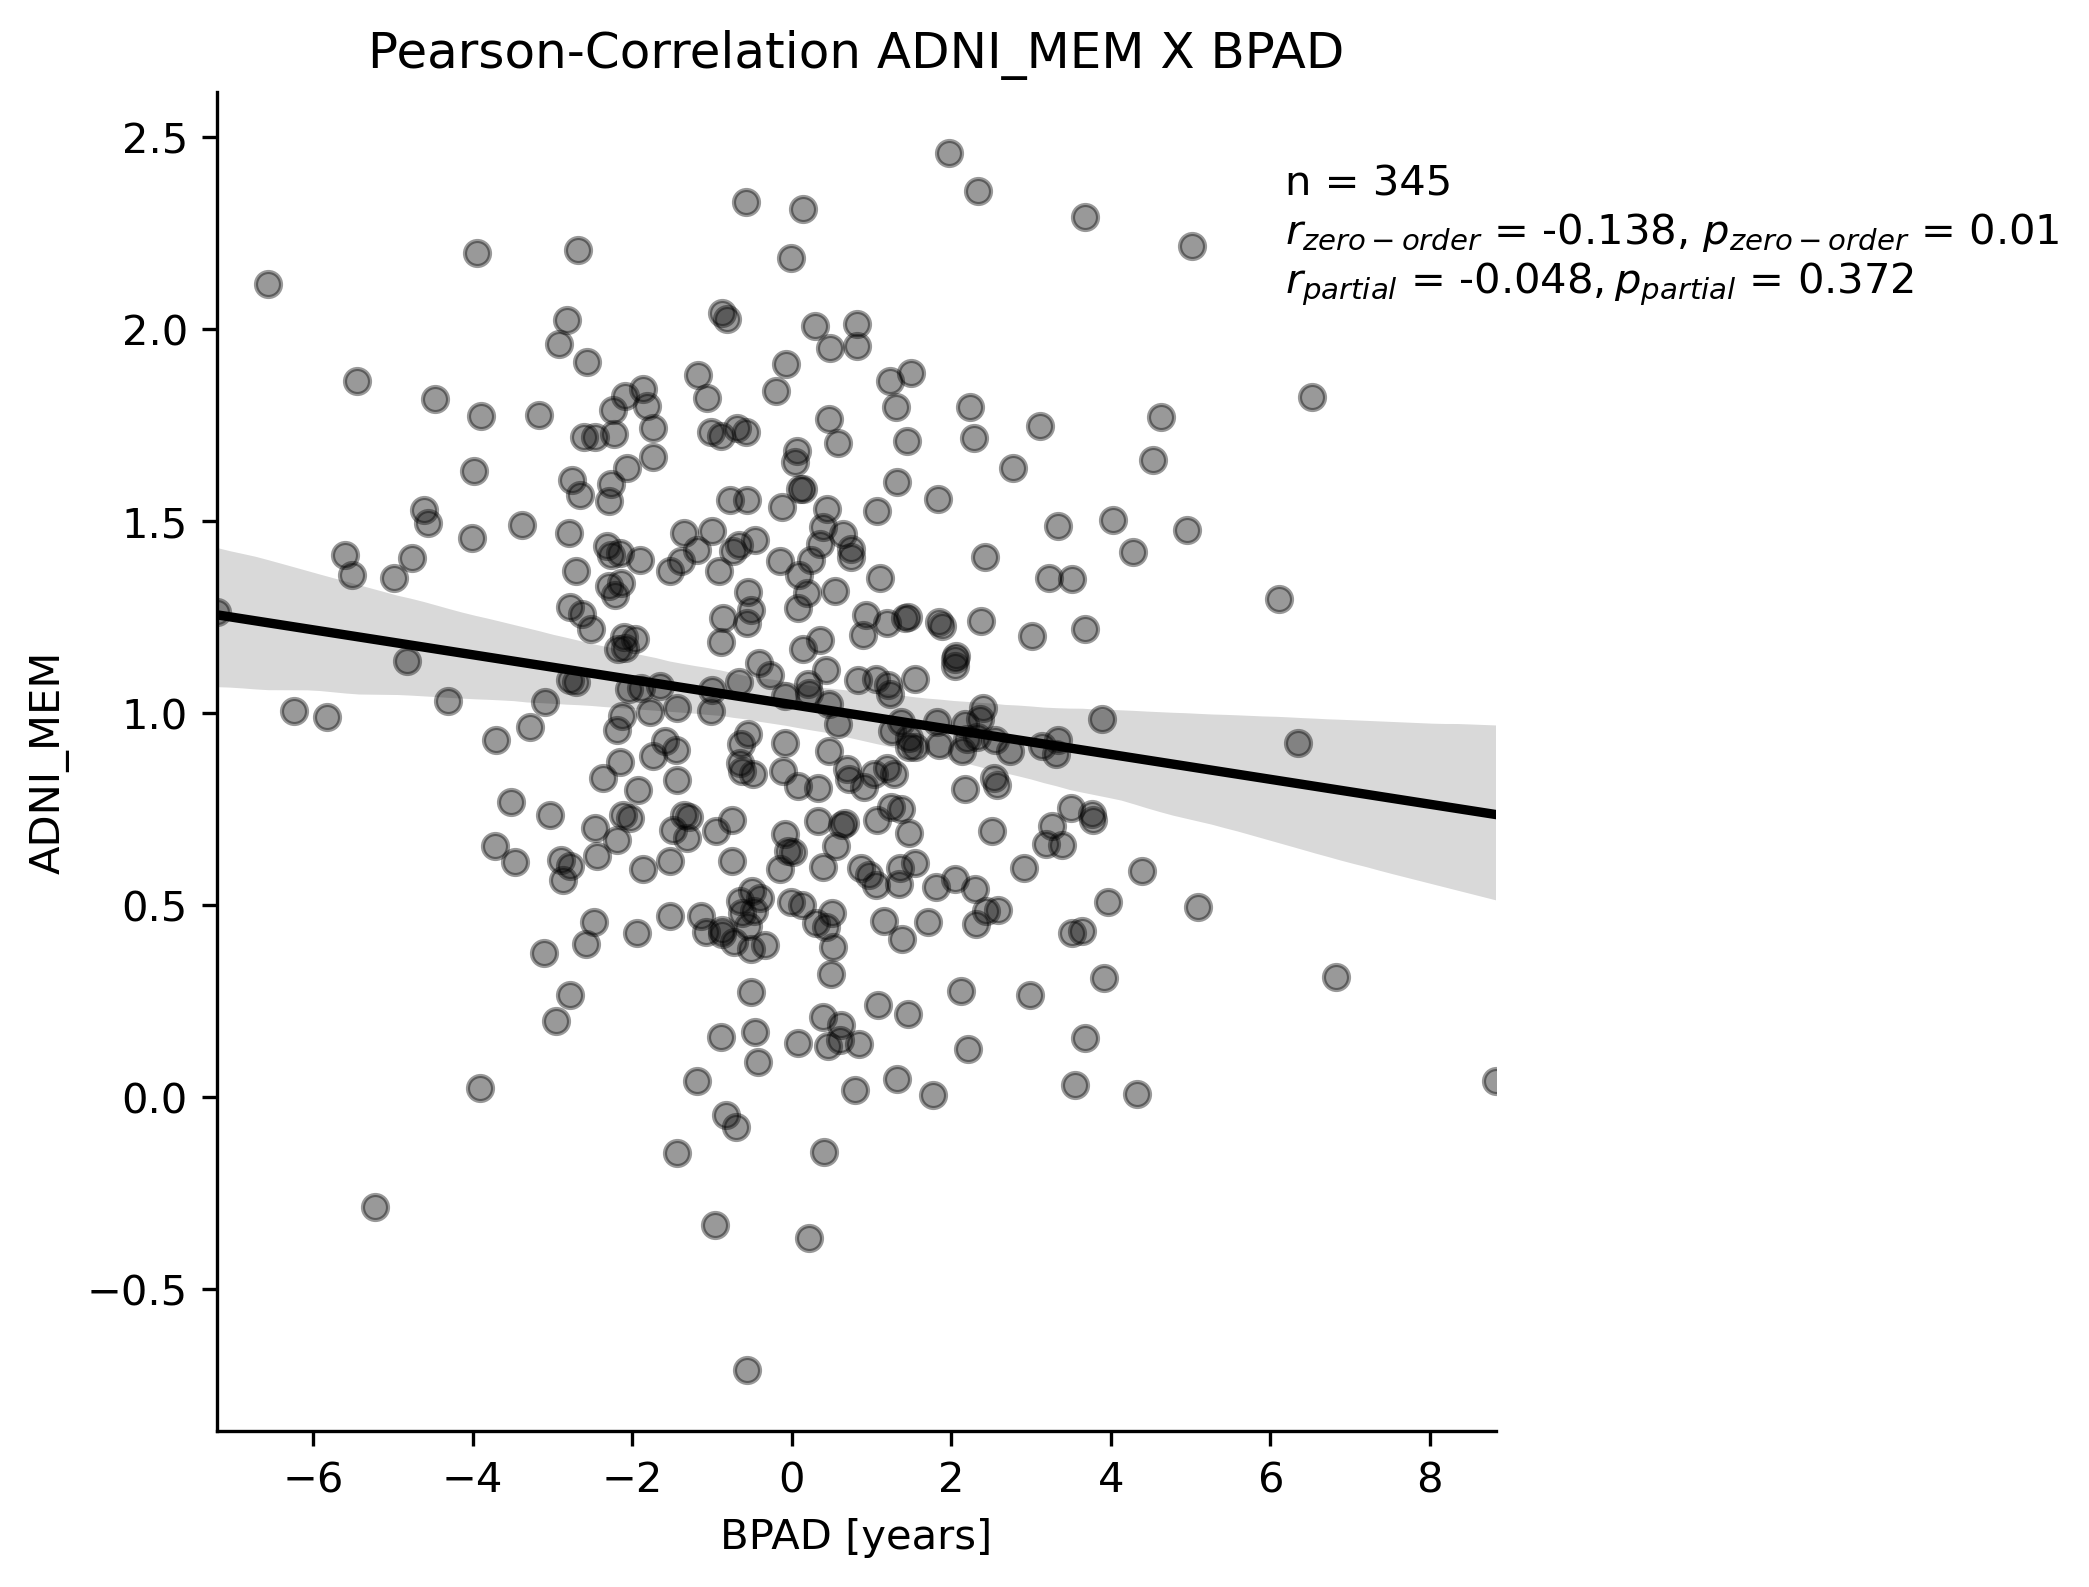 Pearson-Correlation ADNI_MEM X BPAD
n = 345
r_zero−order = -0.138, p_zero−order = 0.01
r_partial = -0.048, p_partial = 0.372
2.5
2.0
1.5
1.0
0.5
0.0
−0.5
ADNI_MEM
−6 −4 −2 0 2 4 6 8
BPAD [years]